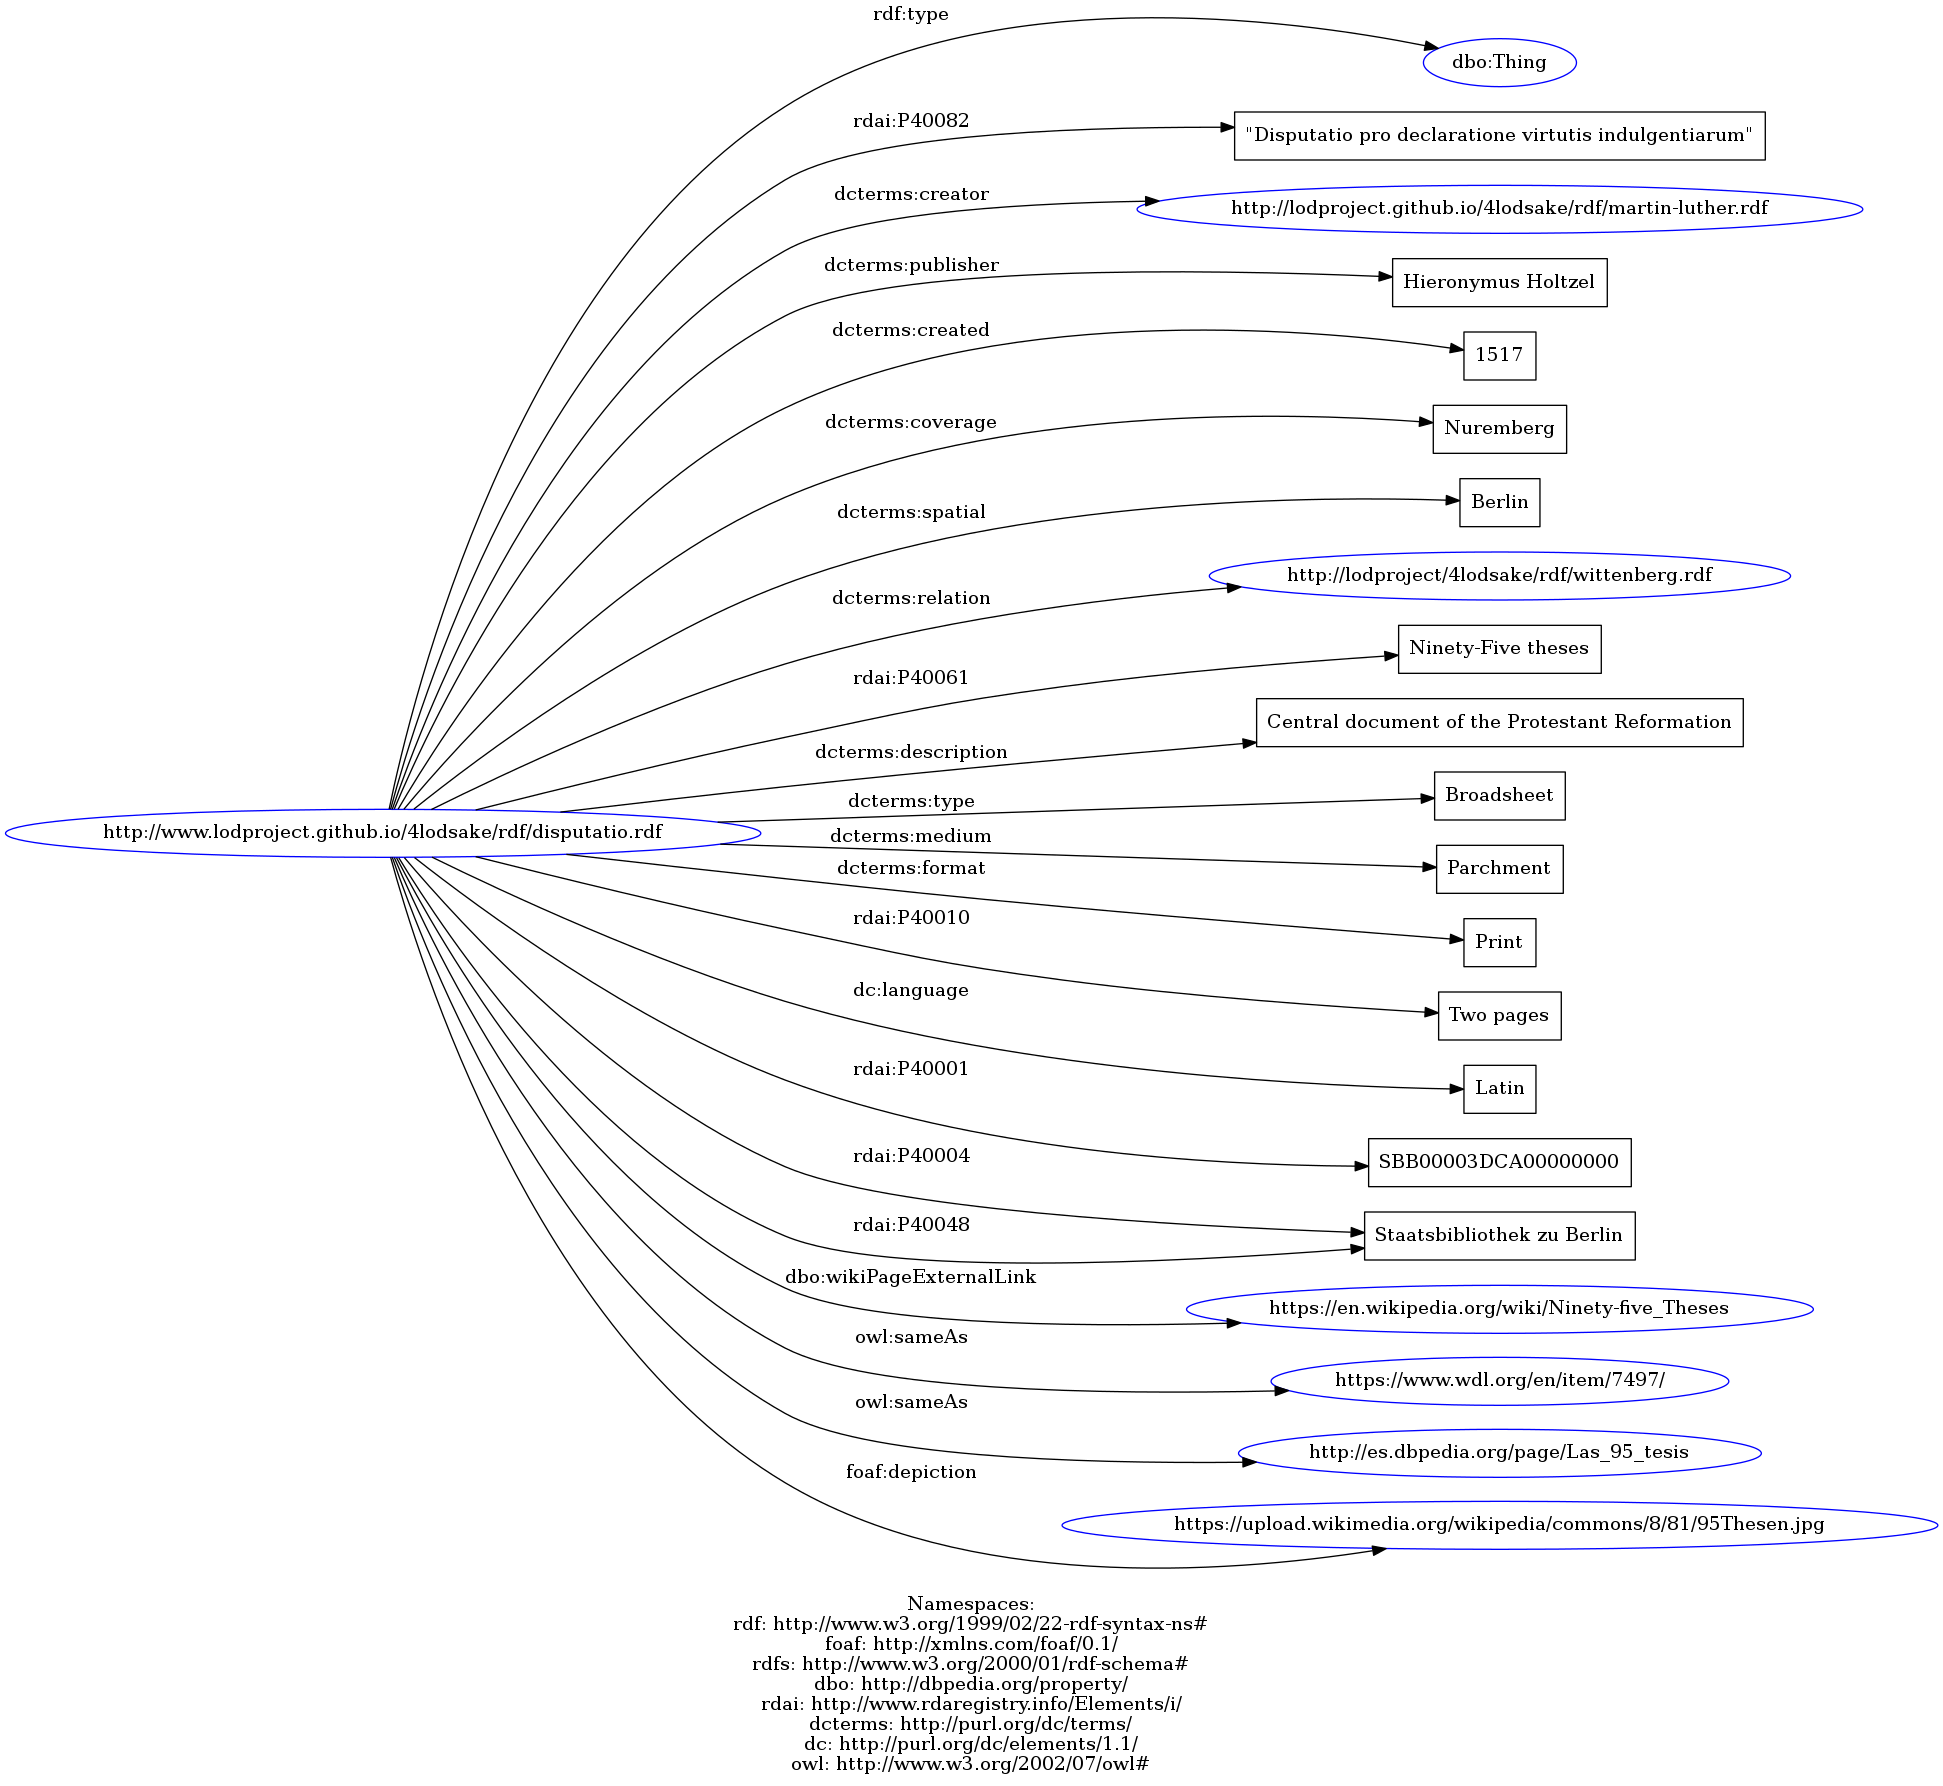 rdf:type
dbo:Thing
rdai:P40082
"Disputatio pro declaratione virtutis indulgentiarum"
dcterms:creator
http://lodproject.github.io/4lodsake/rdf/martin-luther.rdf
dcterms:publisher
Hieronymus Holtzel
dcterms:created
1517
dcterms:coverage
Nuremberg
dcterms:spatial
Berlin
dcterms:relation
http://lodproject/4lodsake/rdf/wittenberg.rdf
rdai:P40061
Ninety-Five theses
dcterms:description
Central document of the Protestant Reformation
dcterms:type
Broadsheet
http://www.lodproject.github.io/4lodsake/rdf/disputatio.rdf
dcterms:medium
Parchment
dcterms:format
Print
rdai:P40010
Two pages
dc:language
Latin
rdai:P40001
SBB00003DCA00000000
rdai:P40004
rdai:P40048
Staatsbibliothek zu Berlin
dbo:wikiPageExternalLink
https://en.wikipedia.org/wiki/Ninety-five_Theses
owl:sameAs
https://www.wdl.org/en/item/7497/
owl:sameAs
http://es.dbpedia.org/page/Las_95_tesis
foaf:depiction
https://upload.wikimedia.org/wikipedia/commons/8/81/95Thesen.jpg
Namespaces:
rdf: http://www.w3.org/1999/02/22-rdf-syntax-ns#
foaf: http://xmlns.com/foaf/0.1/
rdfs: http://www.w3.org/2000/01/rdf-schema#
dbo: http://dbpedia.org/property/
rdai: http://www.rdaregistry.info/Elements/i/
dcterms: http://purl.org/dc/terms/
dc: http://purl.org/dc/elements/1.1/
owl: http://www.w3.org/2002/07/owl#